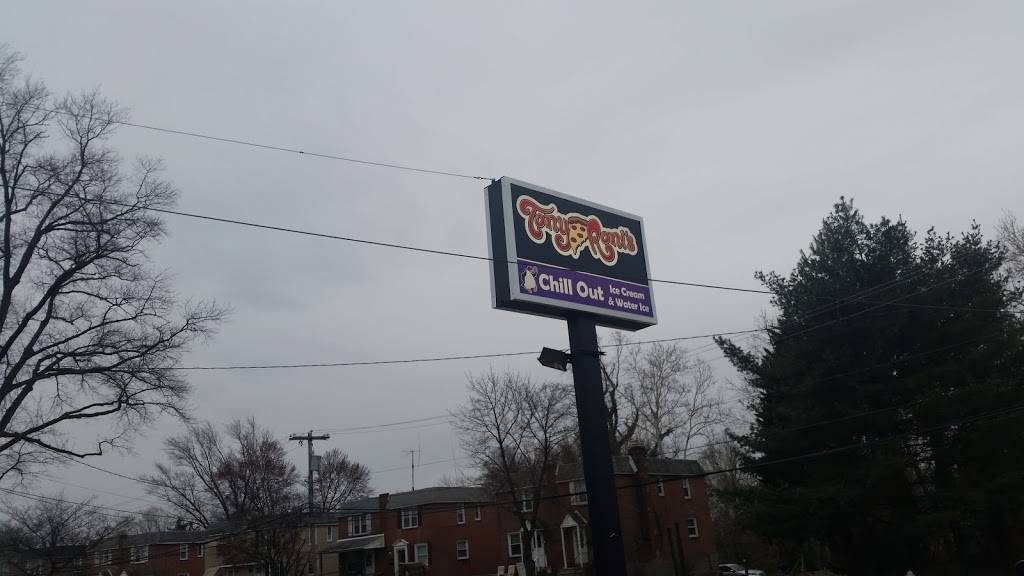 Tony Roni's
Chill Out Ice Cream
& Water Ice